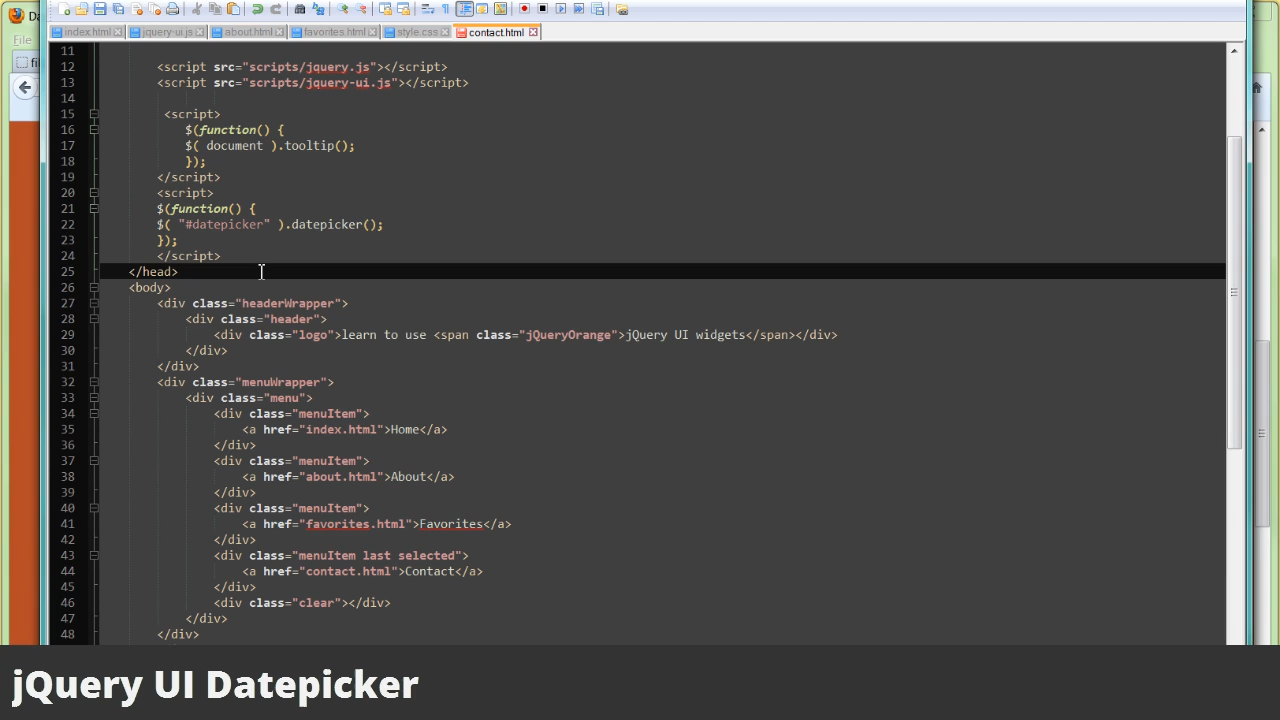 Da
File
fil
index.html
jquery-ui.js
about.html
favorites.html
style.css
contact.html
11
12 <script src="scripts/jquery.js"></script>
13 <script src="scripts/jquery-ui.js"></script>
14
15 <script>
16 $(function() {
17 $( document ).tooltip();
18 });
19 </script>
20 <script>
21 $(function() {
22 $( "#datepicker" ).datepicker();
23 });
24 </script>
25 </head>
26 <body>
27 <div class="headerWrapper">
28 <div class="header">
29 <div class="logo">learn to use <span class="jQueryOrange">jQuery UI widgets</span></div>
30 </div>
31 </div>
32 <div class="menuWrapper">
33 <div class="menu">
34 <div class="menuItem">
35 <a href="index.html">Home</a>
36 </div>
37 <div class="menuItem">
38 <a href="about.html">About</a>
39 </div>
40 <div class="menuItem">
41 <a href="favorites.html">Favorites</a>
42 </div>
43 <div class="menuItem last selected">
44 <a href="contact.html">Contact</a>
45 </div>
46 <div class="clear"></div>
47 </div>
48 </div>
jQuery UI Datepicker